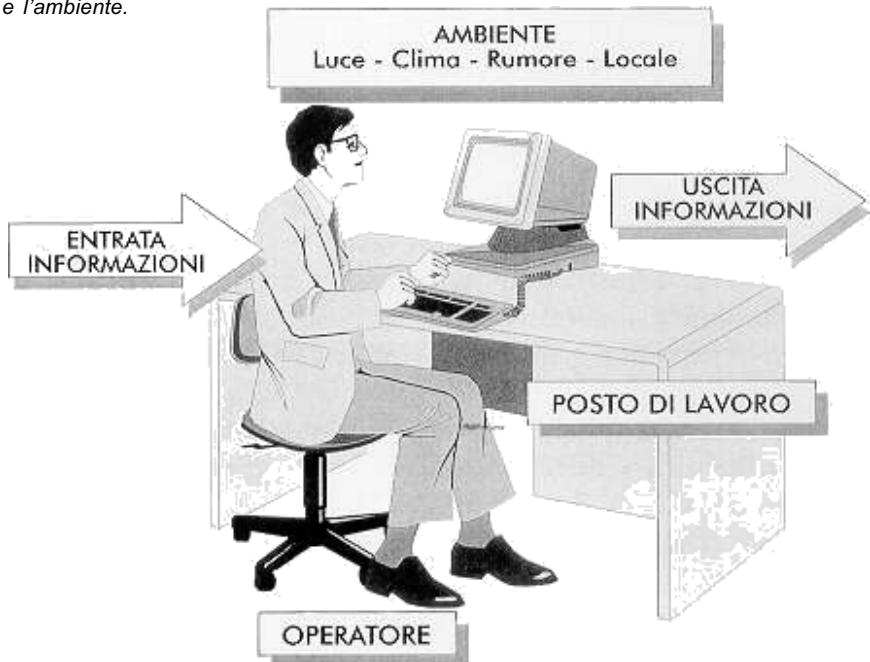 e l'ambiente.
AMBIENTE
Luce - Clima - Rumore - Locale
USCITA
INFORMAZIONI
ENTRATA
INFORMAZIONI
POSTO DI LAVORO
OPERATORE